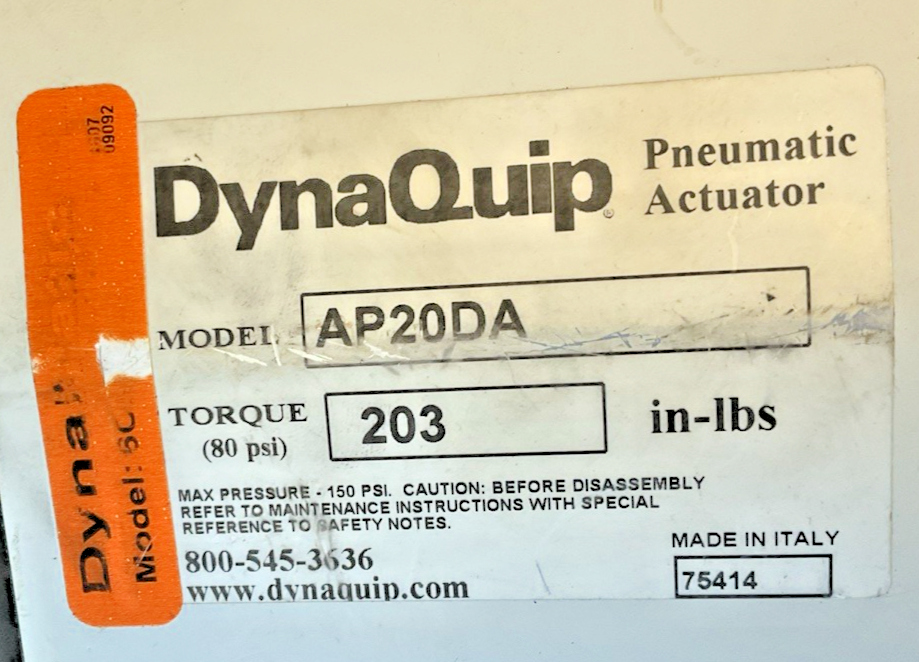 DynaQuip®
Pneumatic
Actuator
MODEL AP20DA
TORQUE 203 in-lbs
(80 psi)
MAX PRESSURE - 150 PSI. CAUTION: BEFORE DISASSEMBLY
REFER TO MAINTENANCE INSTRUCTIONS WITH SPECIAL
REFERENCE TO SAFETY NOTES.
800-545-3636
www.dynaquip.com
MADE IN ITALY
75414
09092
Dyna
Model: